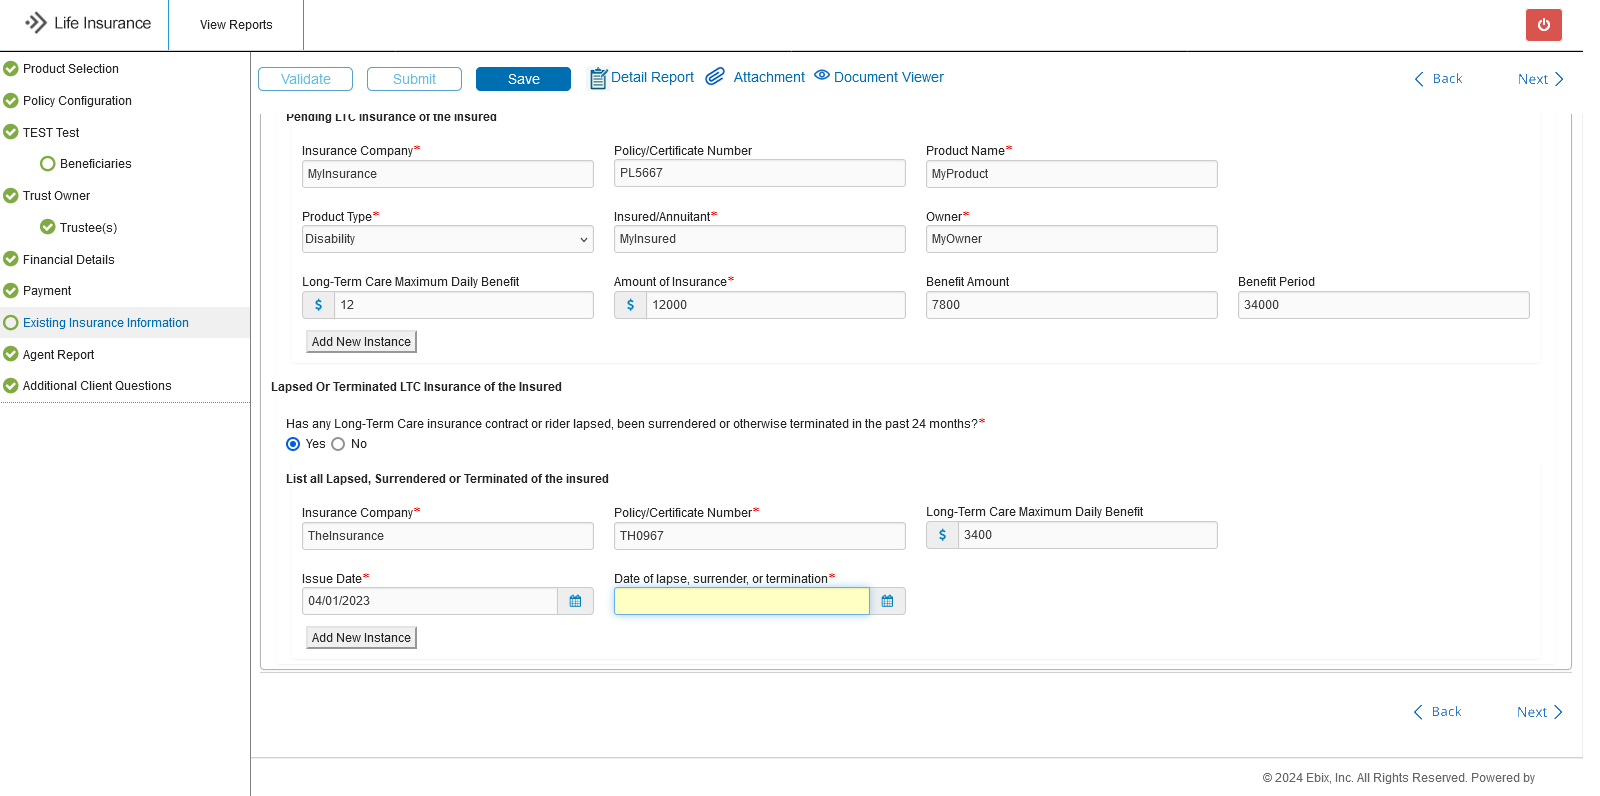 Life Insurance
View Reports
Product Selection
Policy Configuration
TEST Test
Beneficiaries
Trust Owner
Trustee(s)
Financial Details
Payment
Existing Insurance Information
Agent Report
Additional Client Questions
Validate Submit Save Detail Report Attachment Document Viewer Back Next
Pending LTC Insurance of the Insured
Insurance Company* Policy/Certificate Number Product Name*
MyInsurance PL5667 MyProduct
Product Type* Insured/Annuitant* Owner*
Disability MyInsured MyOwner
Long-Term Care Maximum Daily Benefit Amount of Insurance* Benefit Amount Benefit Period
$ 12 $ 12000 7800 34000
Add New Instance
Lapsed Or Terminated LTC Insurance of the Insured
Has any Long-Term Care insurance contract or rider lapsed, been surrendered or otherwise terminated in the past 24 months?*
Yes No
List all Lapsed, Surrendered or Terminated of the insured
Insurance Company* Policy/Certificate Number* Long-Term Care Maximum Daily Benefit
TheInsurance TH0967 $ 3400
Issue Date* Date of lapse, surrender, or termination*
04/01/2023
Add New Instance
Back Next
© 2024 Ebix, Inc. All Rights Reserved. Powered by